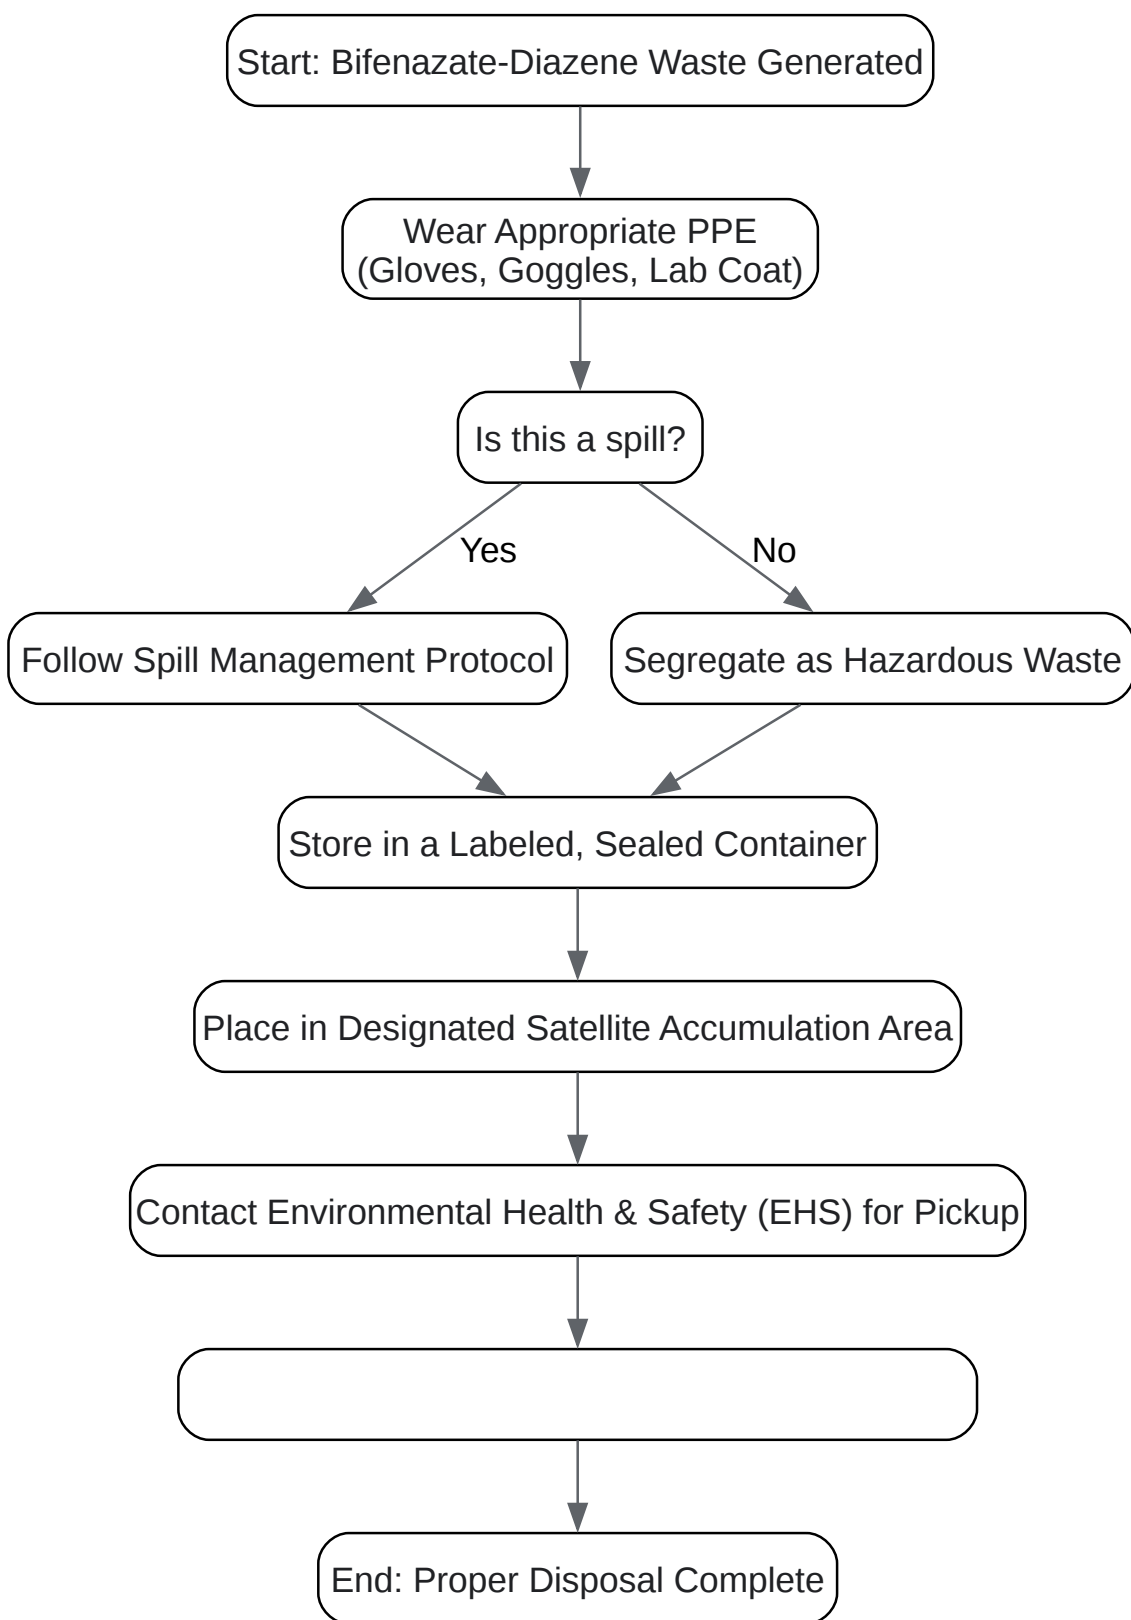 Start: Bifenazate-Diazene Waste Generated
Wear Appropriate PPE
(Gloves, Goggles, Lab Coat)
Is this a spill?
Yes
No
Follow Spill Management Protocol
Segregate as Hazardous Waste
Store in a Labeled, Sealed Container
Place in Designated Satellite Accumulation Area
Contact Environmental Health & Safety (EHS) for Pickup
End: Proper Disposal Complete